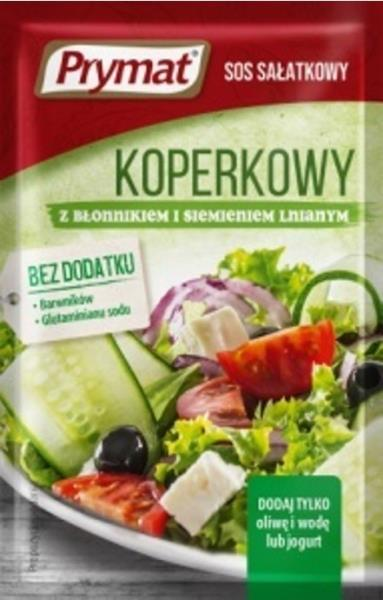 Prymat
SOS SAŁATKOWY
KOPERKOWY
Z BŁONNIKIEM I SIEMIENIEM LNIANYM
BEZ DODATKU
• Barwników
• Glutaminianu sodu
DODAJ TYLKO
oliwę i wodę
lub jogurt